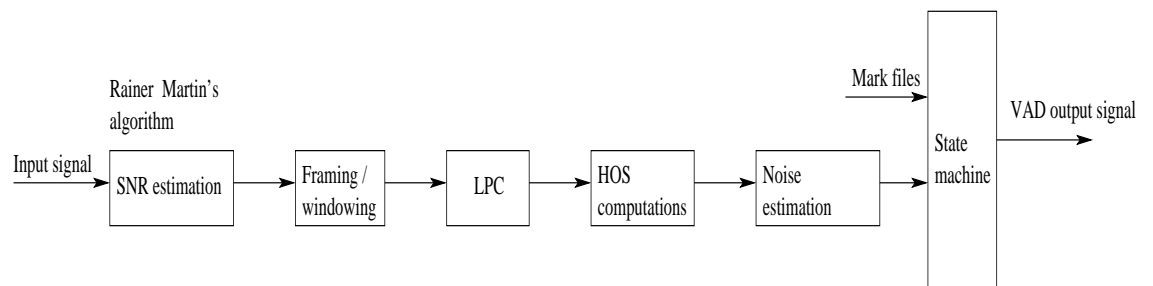 Rainer Martin's
algorithm
Input signal
SNR estimation
Framing /
windowing
LPC
HOS
computations
Noise
estimation
Mark files
State
machine
VAD output signal